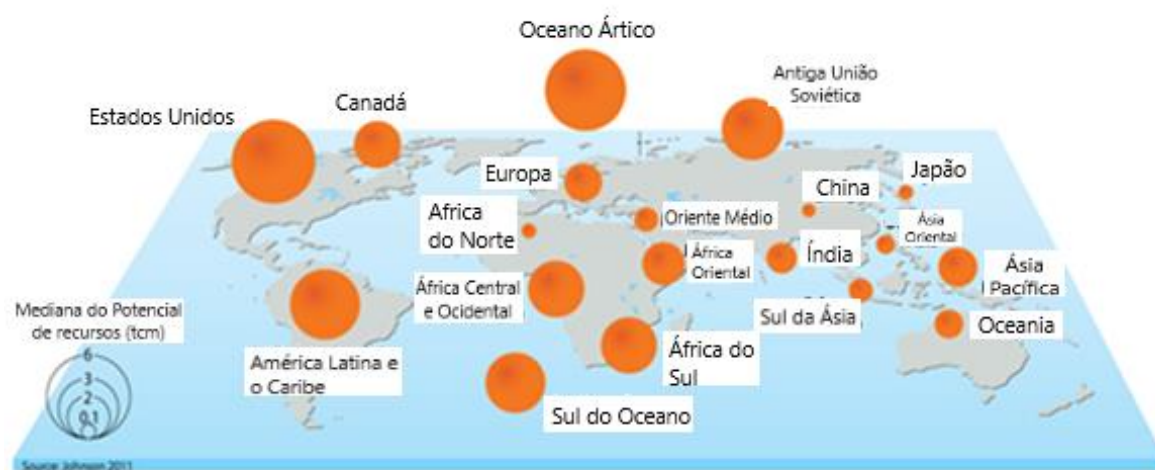 Oceano Ártico
Antiga União
Soviética
Canadá
Estados Unidos
Europa
Japão
China
Africa
do Norte
Oriente Médio
Ásia
Oriental
África
Oriental
Índia
Ásia
Pacífica
África Central
e Ocidental
Mediana do Potencial
de recursos (tcm)
Sul da Ásia
Oceania
6
3
2
0.1
América Latina e
o Caribe
África do
Sul
Sul do Oceano
Source: Johnson 2011